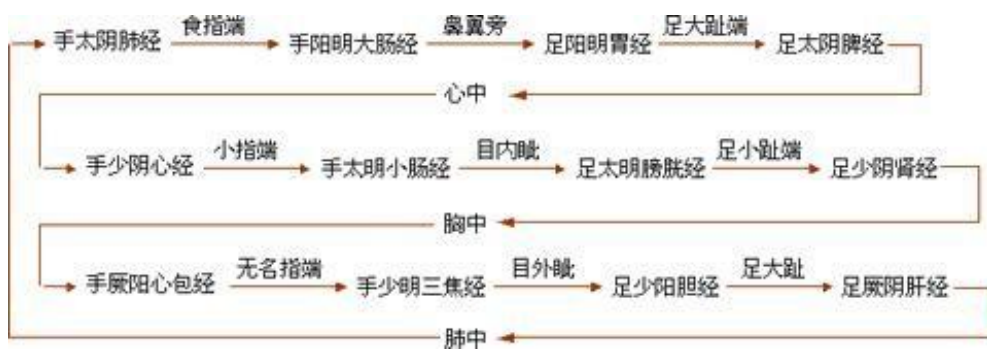 手太阴肺经 食指端 手阳明大肠经 鼻翼旁 足阳明胃经 足大趾端 足太阴脾经
心中
手少阴心经 小指端 手太明小肠经 目内眦 足太明膀胱经 足小趾端 足少阴肾经
胸中
手厥阳心包经 无名指端 手少明三焦经 目外眦 足少阳胆经 足大趾 足厥阴肝经
肺中